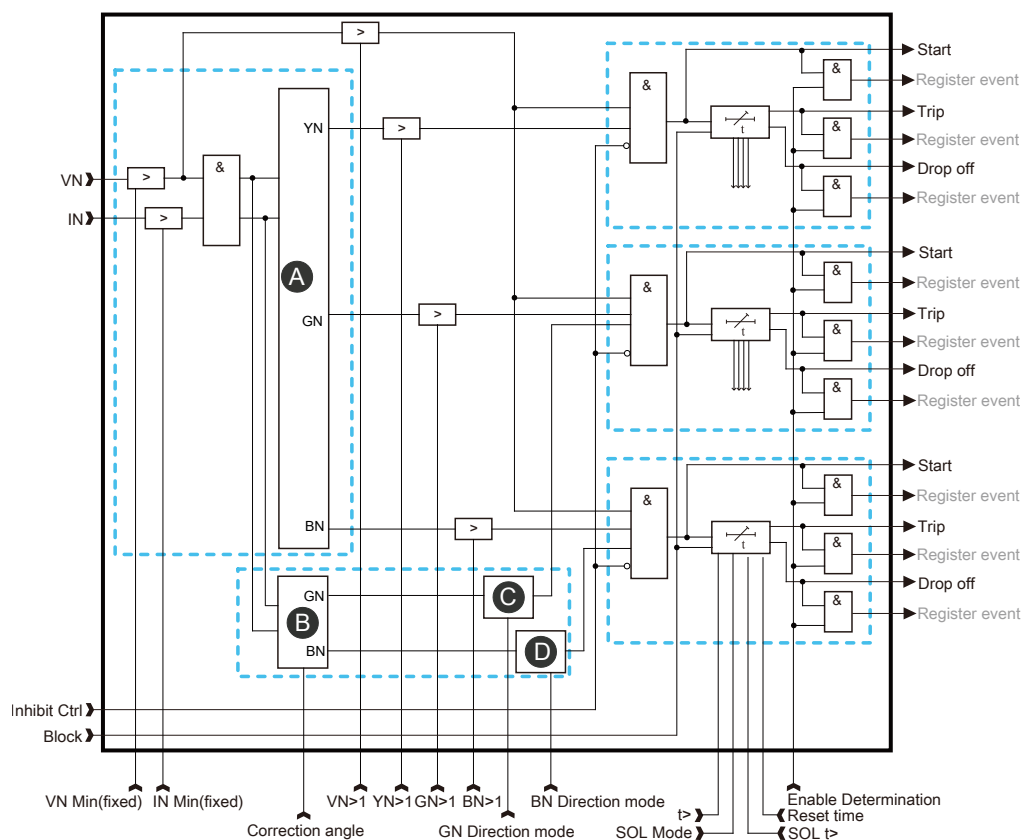 >
Start
&
&
Register event
YN
>
Trip
t
&
Register event
VN
>
&
Drop off
&
Register event
IN
>
A
Start
&
&
Register event
GN
>
Trip
t
&
Register event
Drop off
&
Register event
Start
&
&
Register event
BN
>
Trip
t
&
Register event
Drop off
&
Register event
GN
C
B
BN
D
Inhibit Ctrl
Block
VN Min(fixed)
IN Min(fixed)
Correction angle
VN>1
YN>1
GN>1
BN>1
GN Direction mode
BN Direction mode
t>
SOL Mode
Enable Determination
Reset time
SOL t>